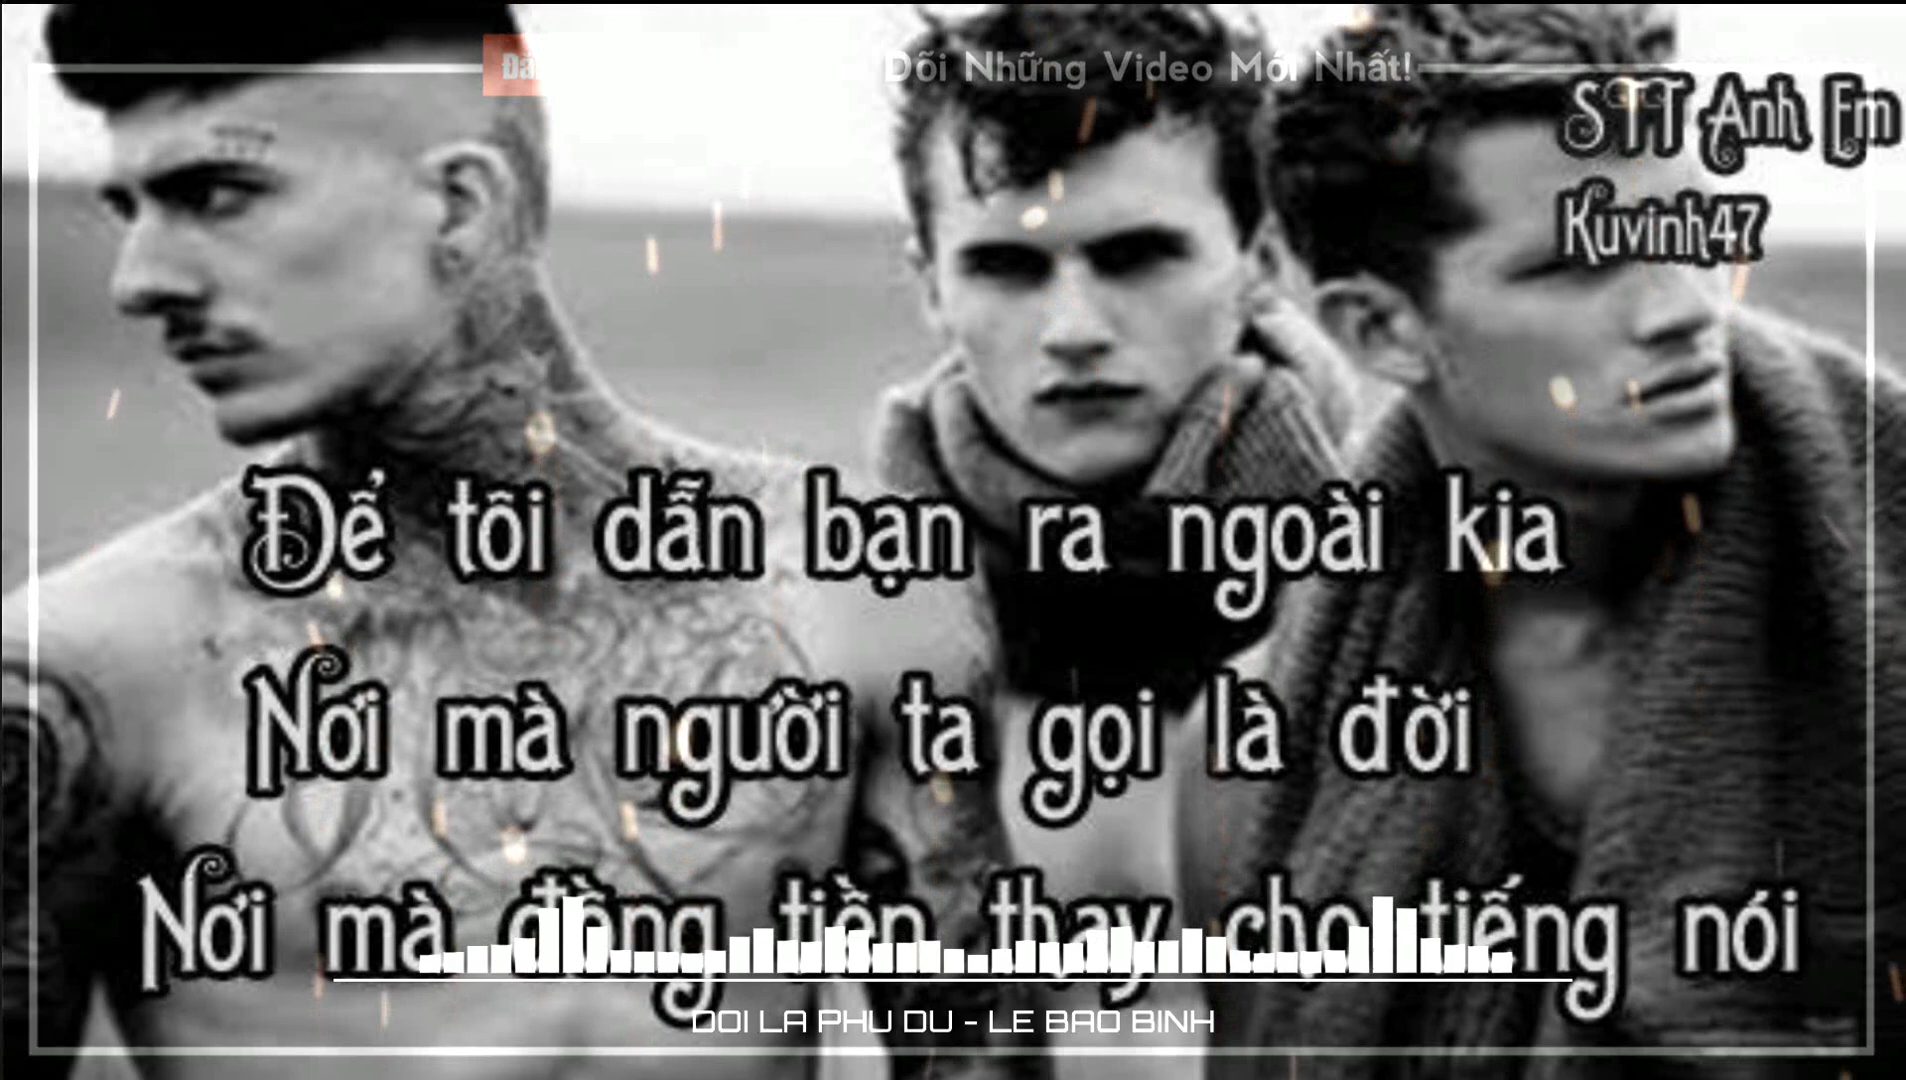 Dõi Những Video Mới Nhất!
STT Anh Em
Kuvinh47
Để tôi dẫn bạn ra ngoài kia
Nơi mà người ta gọi là đời
Nơi mà đồng tiền thay cho tiếng nói
DOI LA PHU DU - LE BAO BINH